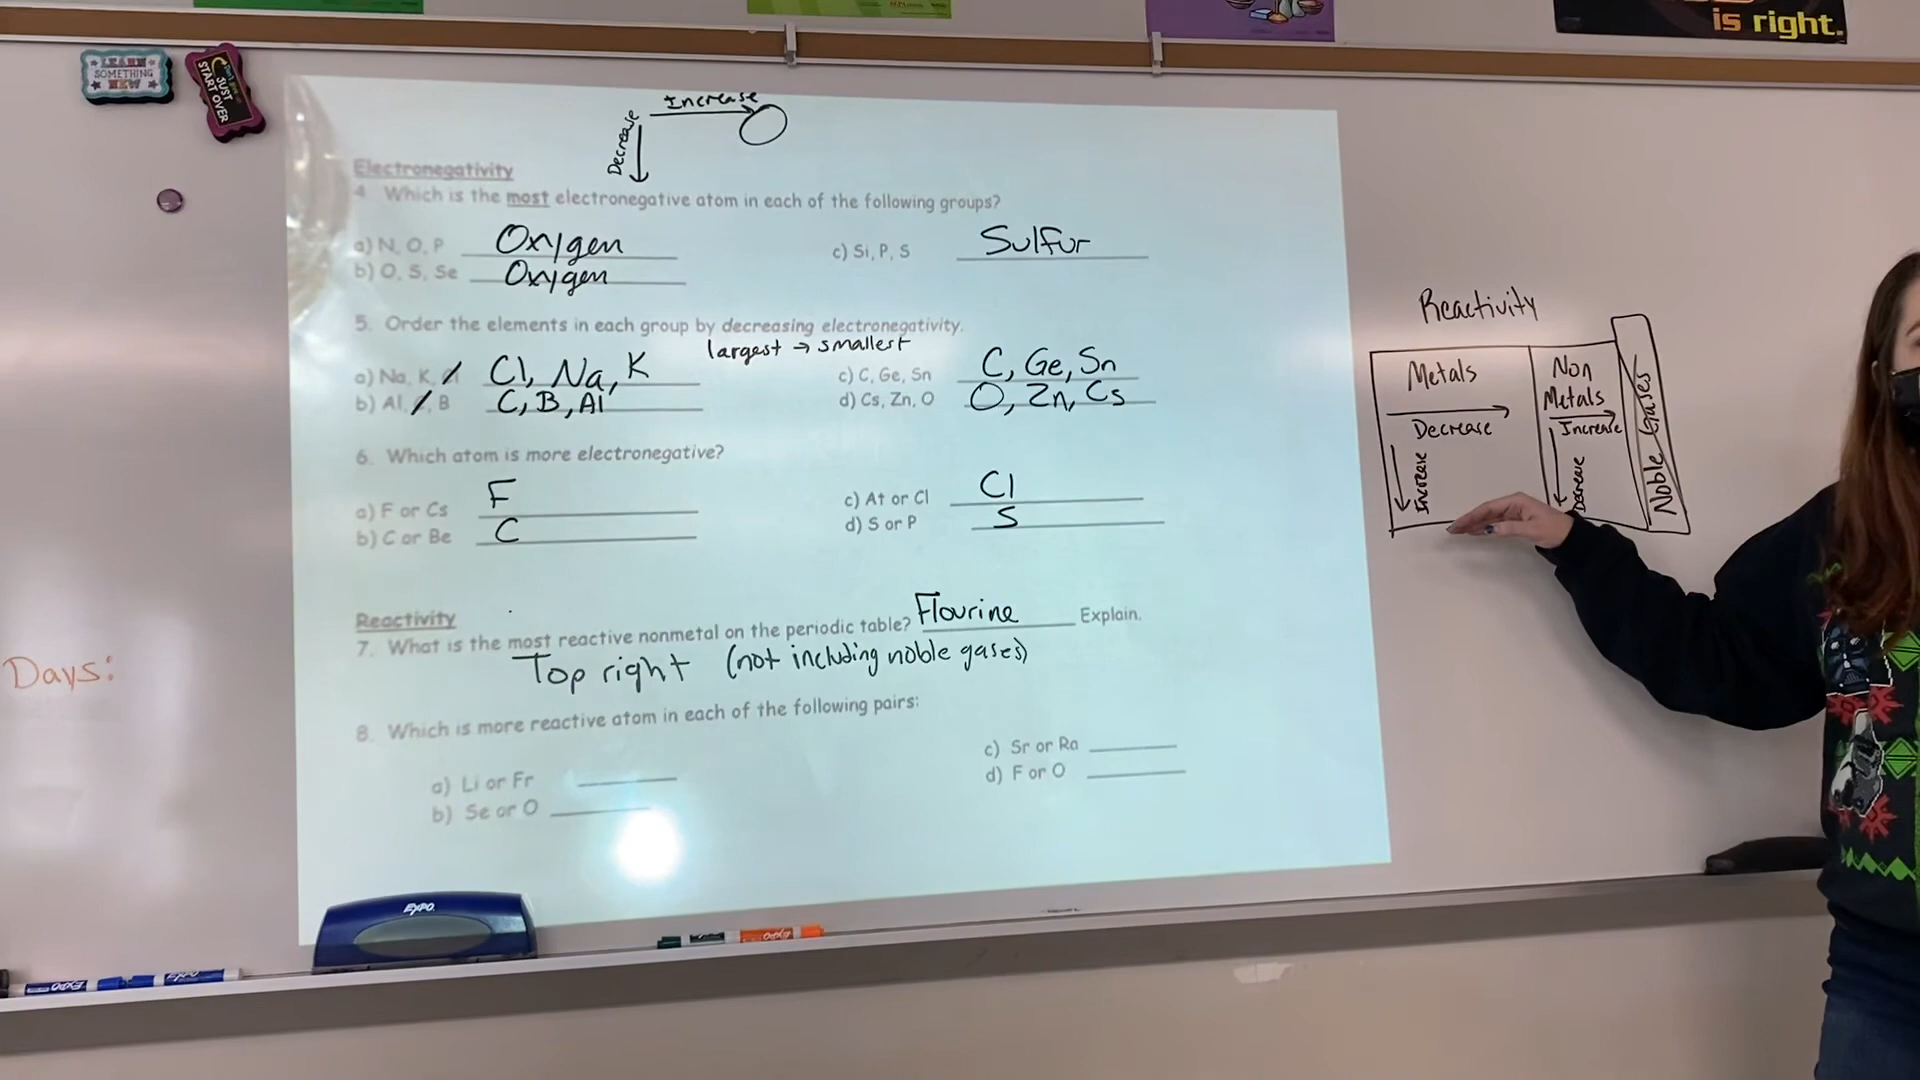 is right.
LEARN
SOMETHING
NEW
Don't give up
JUST
START OVER
Increase
Decrease
Electronegativity
4. Which is the most electronegative atom in each of the following groups?
a) N, O, P Oxygen c) Si, P, S Sulfur
b) O, S, Se Oxygen
5. Order the elements in each group by decreasing electronegativity.
largest → smallest
a) Na, K, Cl, Na, K c) C, Ge, Sn C, Ge, Sn
b) Al, , B C, B, Al d) Cs, Zn, O O, Zn, Cs
6. Which atom is more electronegative?
a) F or Cs F c) At or Cl Cl
b) C or Be C d) S or P S
Reactivity
7. What is the most reactive nonmetal on the periodic table? Flourine Explain.
Top right (not including noble gases)
8. Which is more reactive atom in each of the following pairs:
a) Li or Fr c) Sr or Ra
b) Se or O d) F or O
Reactivity
Metals
Decrease
Increase
Non
Metals
Increase
Decrease
Noble Gases
Days:
EXPO
EXPO
EXPO
EXPO